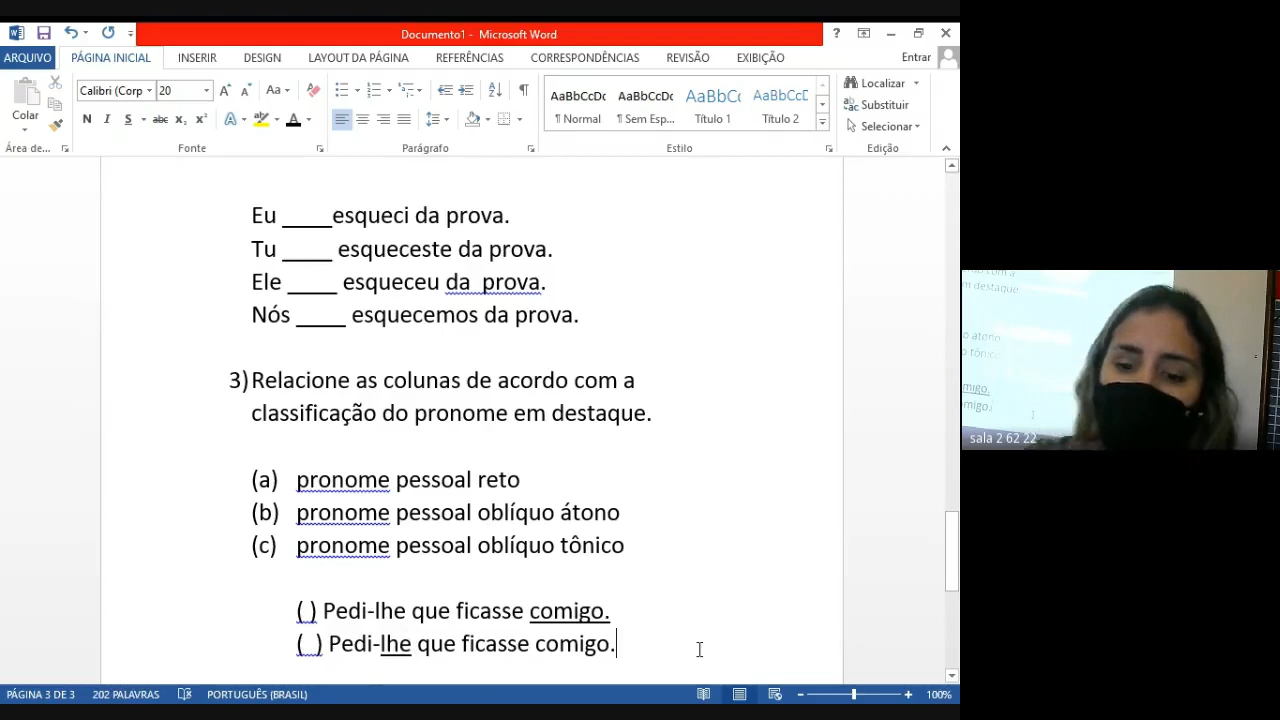 Documento1 - Microsoft Word
ARQUIVO PÁGINA INICIAL INSERIR DESIGN LAYOUT DA PÁGINA REFERÊNCIAS CORRESPONDÊNCIAS REVISÃO EXIBIÇÃO Entrar
Calibri (Corp 20
Colar
AaBbCcDc AaBbCcDc AaBbC( AaBbCcE
¶ Normal ¶ Sem Esp... Título 1 Título 2
Localizar
Substituir
Selecionar
Área de... Fonte Parágrafo Estilo Edição
Eu ____esqueci da prova.
Tu ____ esqueceste da prova.
Ele ____ esqueceu da  prova.
Nós ____ esquecemos da prova.
3) Relacione as colunas de acordo com a
classificação do pronome em destaque.
(a) pronome pessoal reto
(b) pronome pessoal oblíquo átono
(c) pronome pessoal oblíquo tônico
( ) Pedi-lhe que ficasse comigo.
(  ) Pedi-lhe que ficasse comigo.
PÁGINA 3 DE 3 202 PALAVRAS PORTUGUÊS (BRASIL) 100%
sala 2 62 22